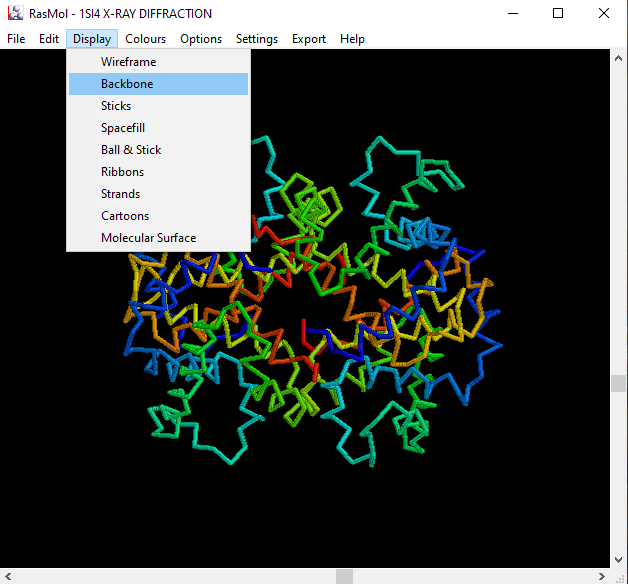 RasMol - 1SI4 X-RAY DIFFRACTION
File Edit Display Colours Options Settings Export Help
Wireframe
Backbone
Sticks
Spacefill
Ball & Stick
Ribbons
Strands
Cartoons
Molecular Surface